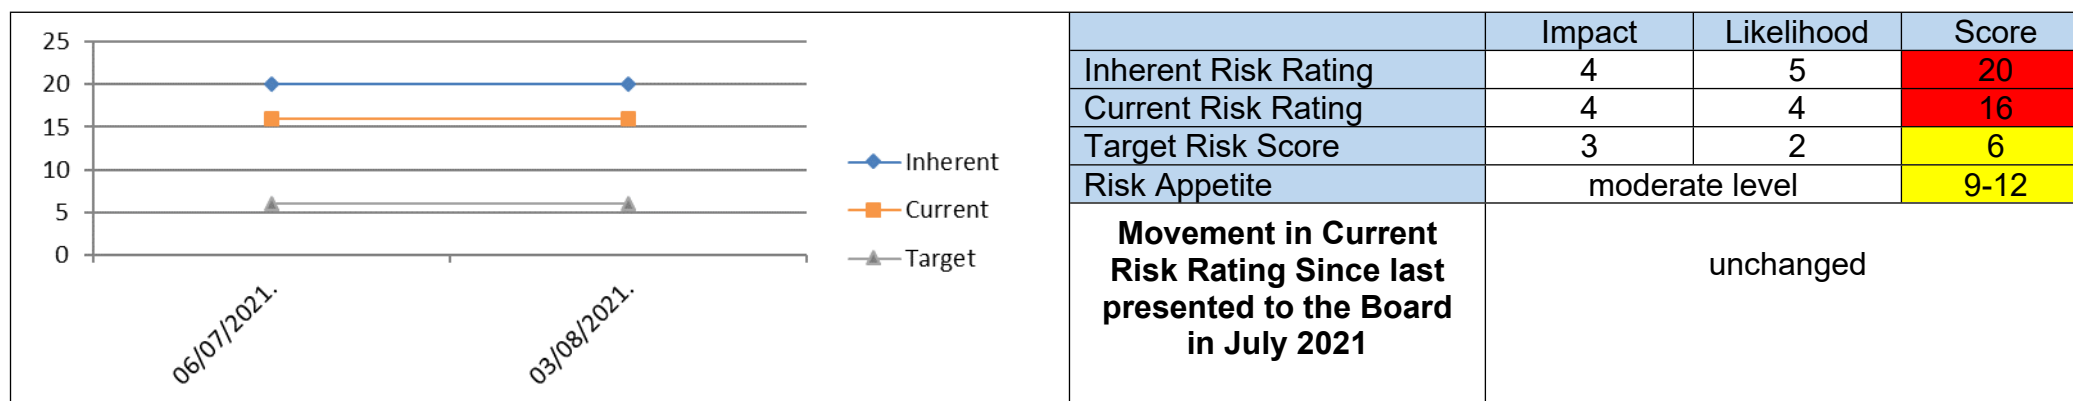 25
20
15
10
5
0
06/07/2021.
03/08/2021.
Inherent
Current
Target
Impact Likelihood Score
Inherent Risk Rating 4 5 20
Current Risk Rating 4 4 16
Target Risk Score 3 2 6
Risk Appetite moderate level 9-12
Movement in Current
Risk Rating Since last
presented to the Board
in July 2021
unchanged